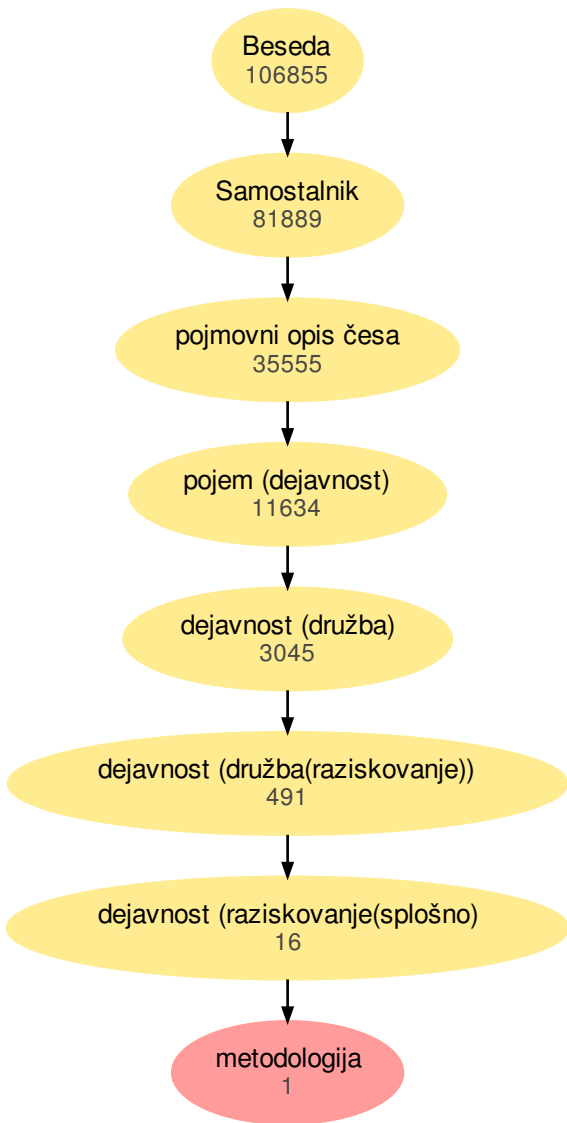 Beseda
106855
Samostalnik
81889
pojmovni opis česa
35555
pojem (dejavnost)
11634
dejavnost (družba)
3045
dejavnost (družba(raziskovanje))
491
dejavnost (raziskovanje(splošno)
16
metodologija
1